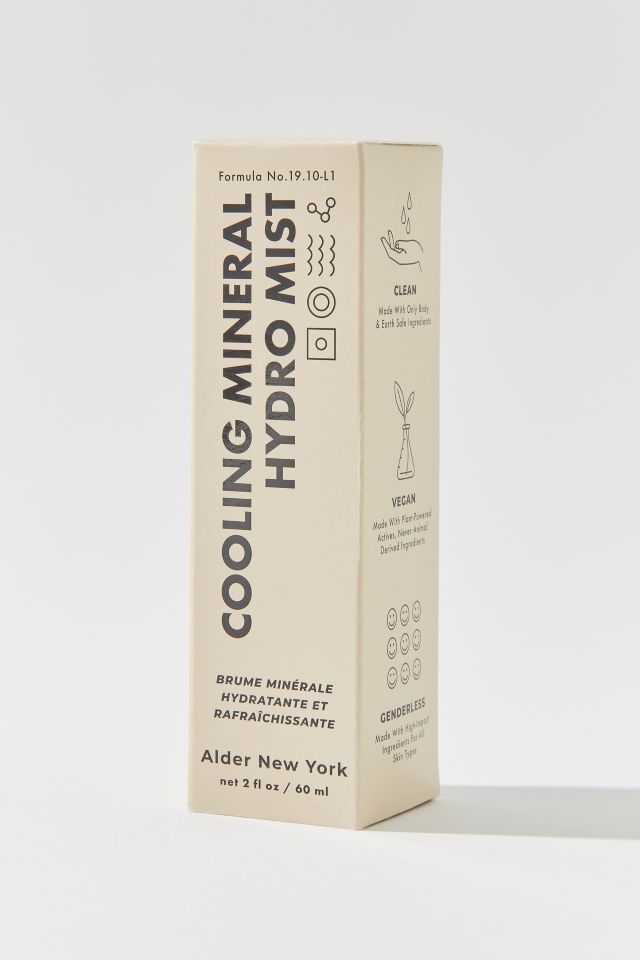 Formula No.19.10-L1
COOLING MINERAL
HYDRO MIST
BRUME MINÉRALE
HYDRATANTE ET
RAFRAÎCHISSANTE
Alder New York
net 2 fl oz / 60 ml
CLEAN
Made With Only Body
& Earth Safe Ingredients
VEGAN
Made With Plant-Powered
Actives, Never Animal
Derived Ingredients
GENDERLESS
Made With High-Impact
Ingredients For All
Skin Types